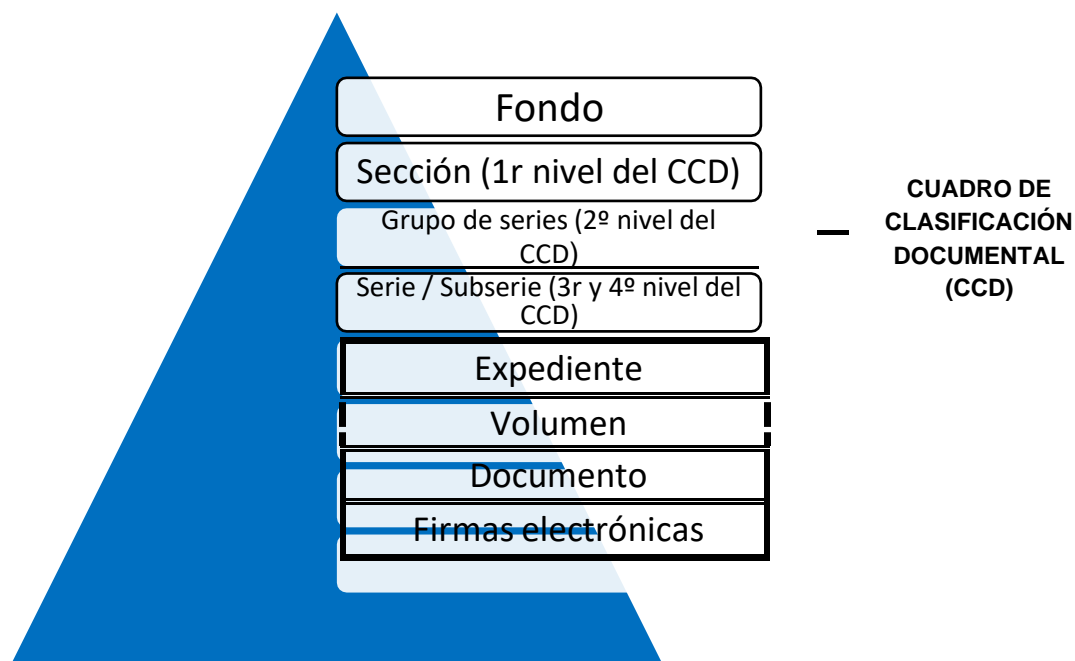 Fondo
Sección (1r nivel del CCD)
Grupo de series (2º nivel del
CCD)
Serie / Subserie (3r y 4º nivel del
CCD)
Expediente
Volumen
Documento
Firmas electrónicas
CUADRO DE
CLASIFICACIÓN
DOCUMENTAL
(CCD)